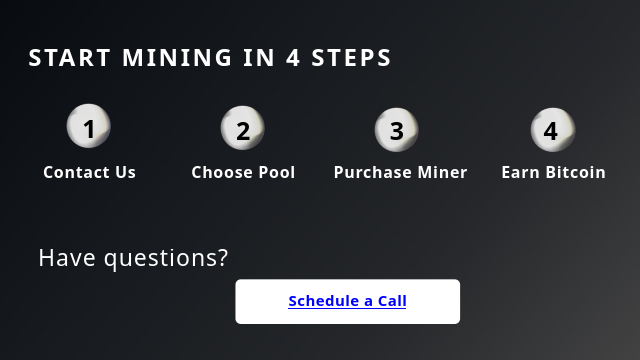 START MINING IN 4 STEPS
1 2 3 4
Contact Us Choose Pool Purchase Miner Earn Bitcoin
Have questions?
Schedule a Call